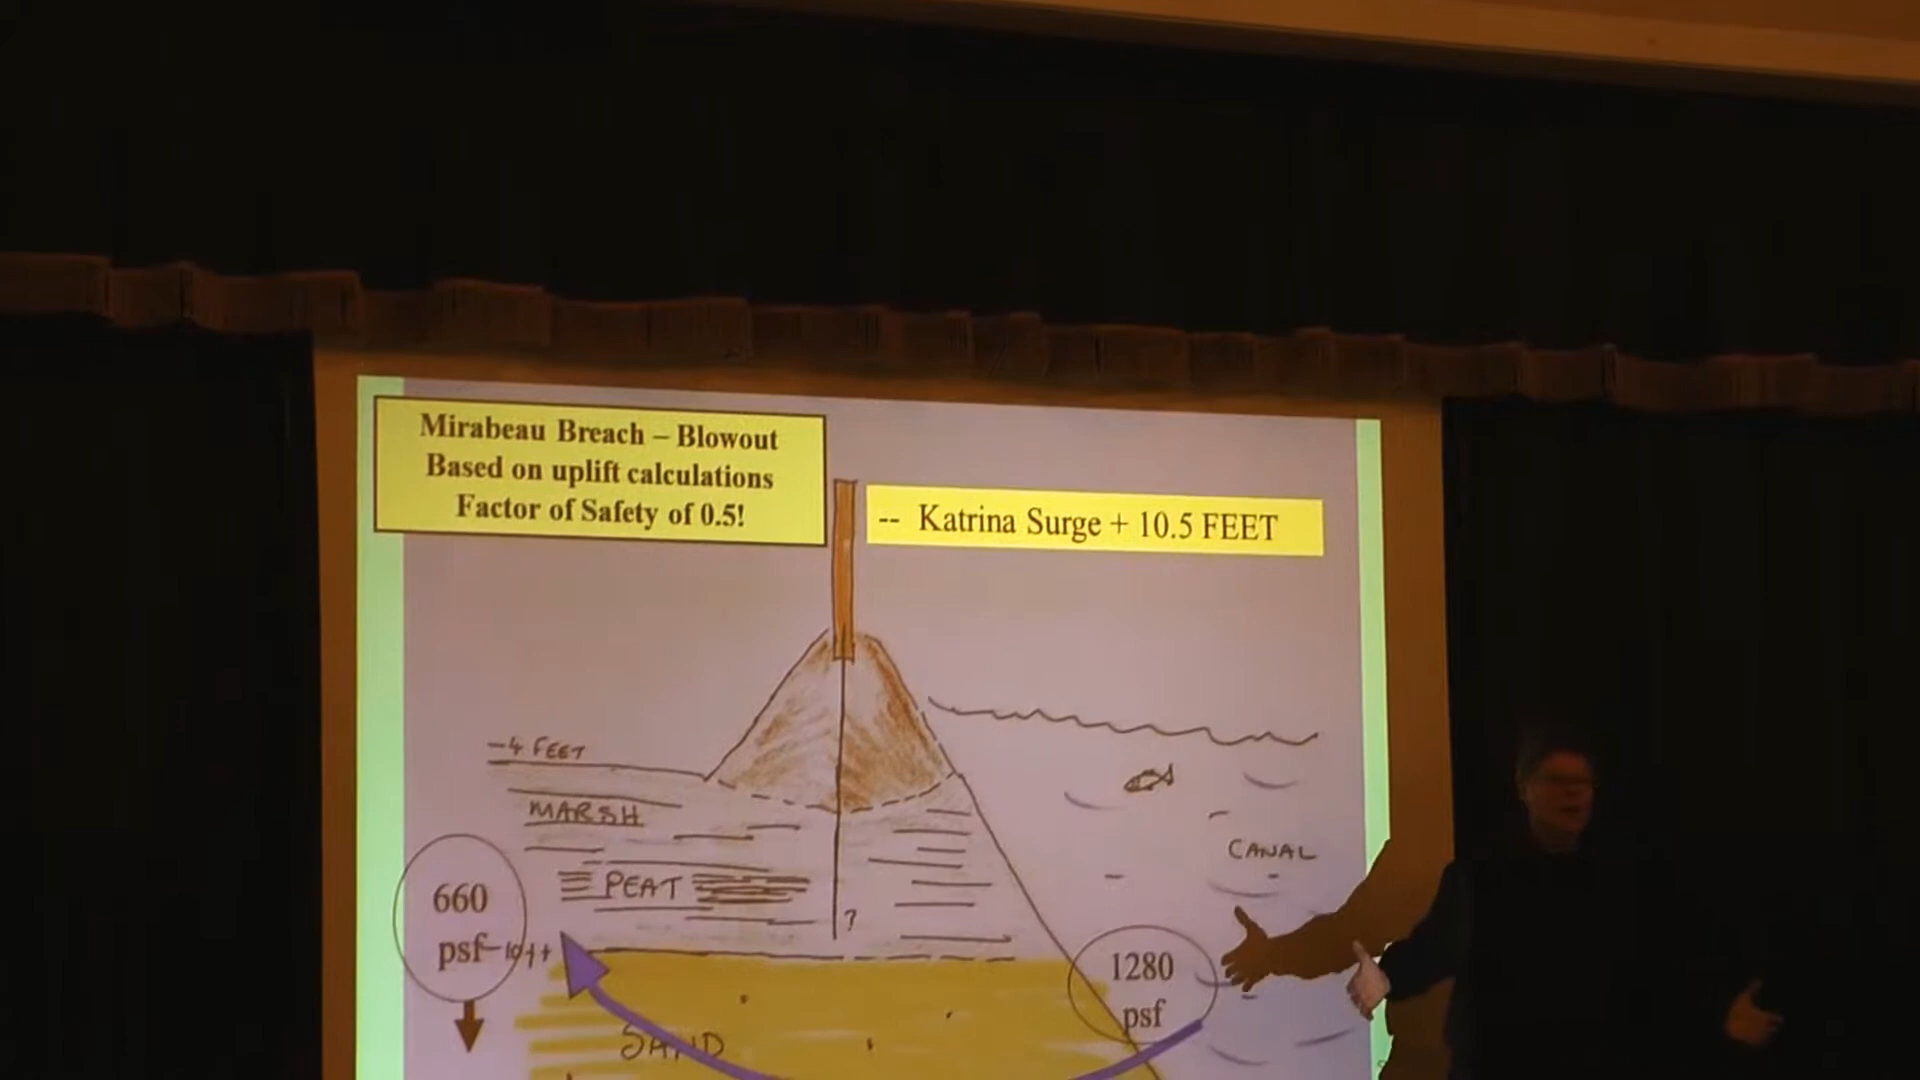 Mirabeau Breach – Blowout
Based on uplift calculations
Factor of Safety of 0.5!
-- Katrina Surge + 10.5 FEET
-4 FEET
MARSH
CANAL
PEAT
660
psf
?
1280
psf
SAND